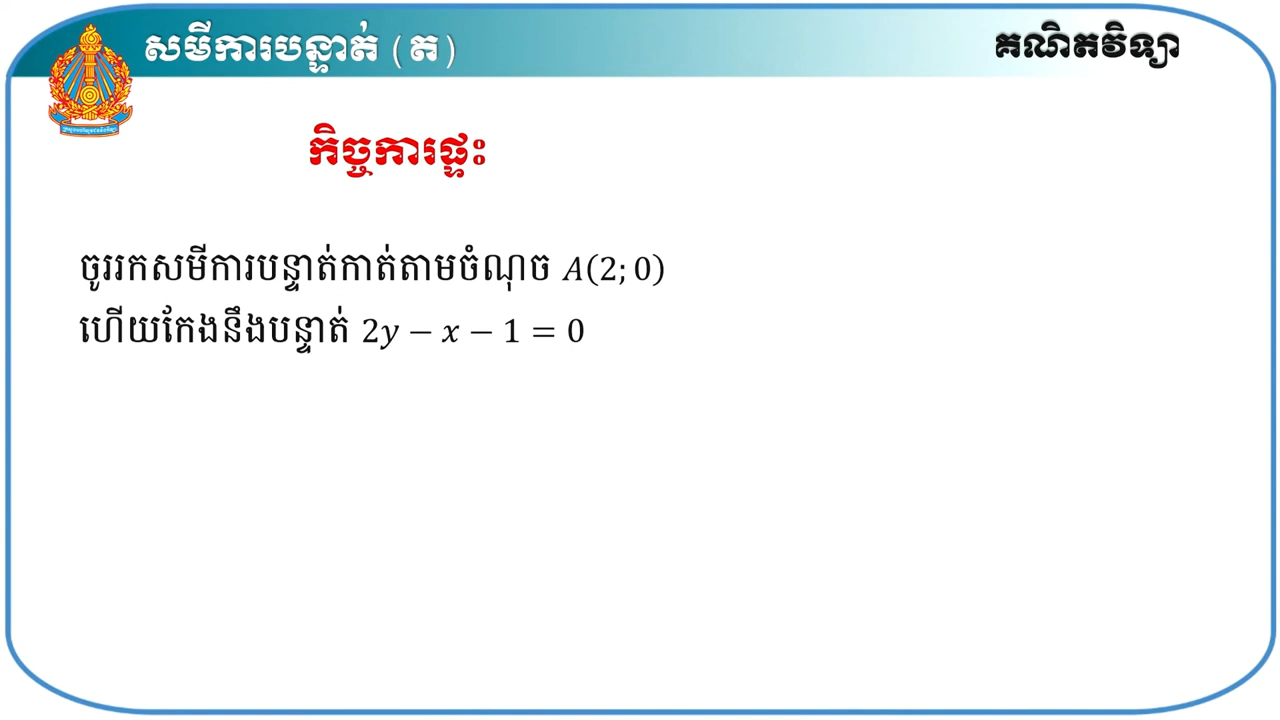 សមីការបន្ទាត់ (ត)
គណិតវិទ្យា
កិច្ចការផ្ទះ
ចូររកសមីការបន្ទាត់កាត់តាមចំណុច A(2; 0)
ហើយកែងនឹងបន្ទាត់ 2y − x − 1 = 0